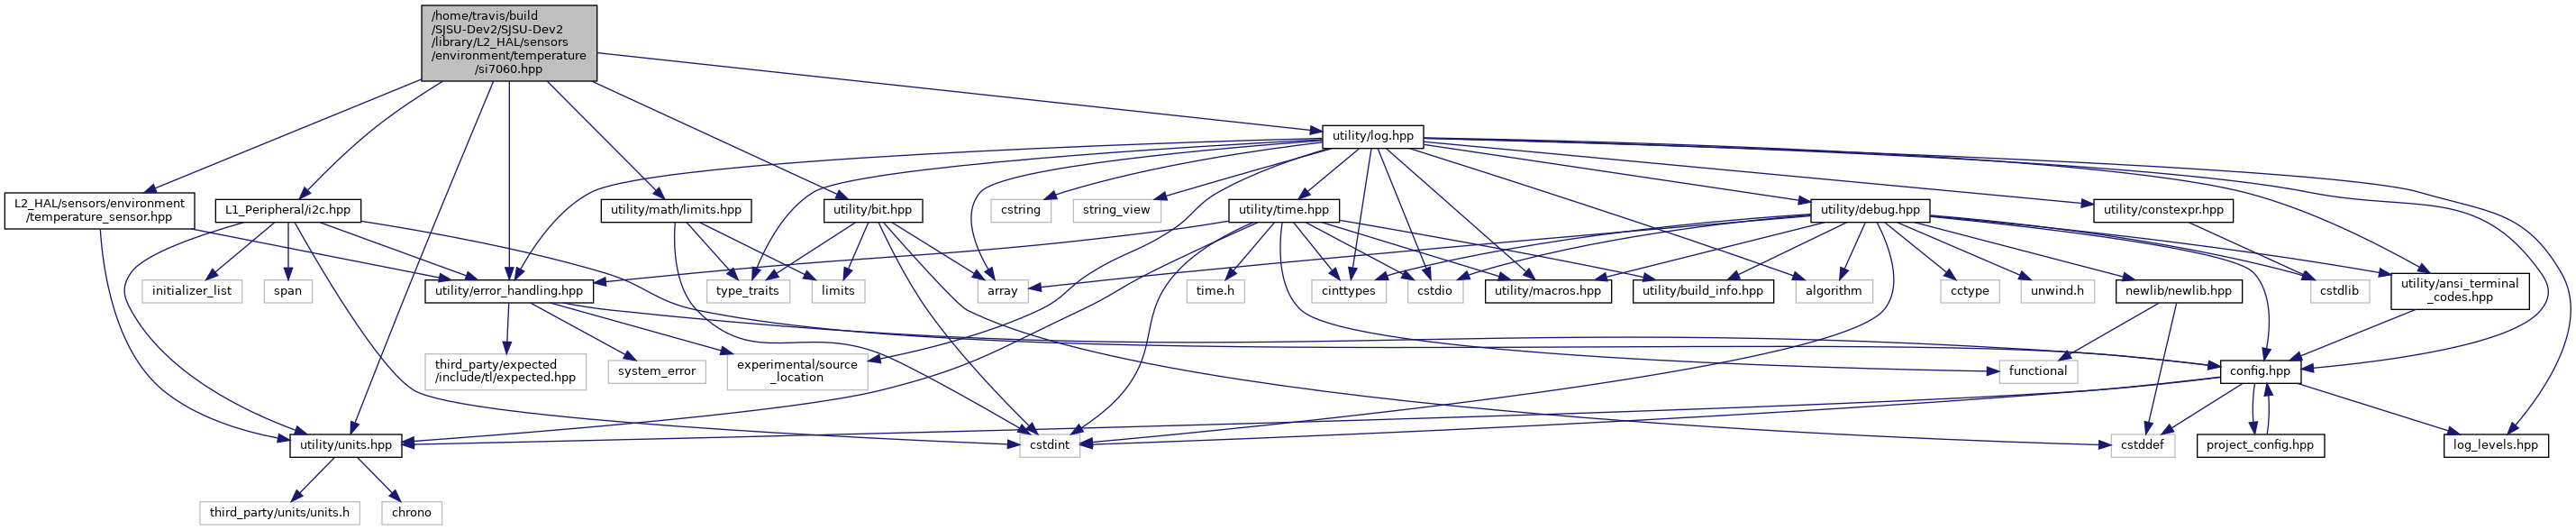 /home/travis/build
/SJSU-Dev2/SJSU-Dev2
/library/L2_HAL/sensors
/environment/temperature
/si7060.hpp
utility/log.hpp
L2_HAL/sensors/environment
/temperature_sensor.hpp
L1_Peripheral/i2c.hpp
utility/math/limits.hpp
utility/bit.hpp
cstring
string_view
utility/time.hpp
utility/debug.hpp
utility/constexpr.hpp
initializer_list
span
utility/error_handling.hpp
type_traits
limits
array
time.h
cinttypes
cstdio
utility/macros.hpp
utility/build_info.hpp
algorithm
cctype
unwind.h
newlib/newlib.hpp
cstdlib
utility/ansi_terminal
_codes.hpp
third_party/expected
/include/tl/expected.hpp
system_error
experimental/source
_location
functional
config.hpp
utility/units.hpp
cstdint
cstddef
project_config.hpp
log_levels.hpp
third_party/units/units.h
chrono